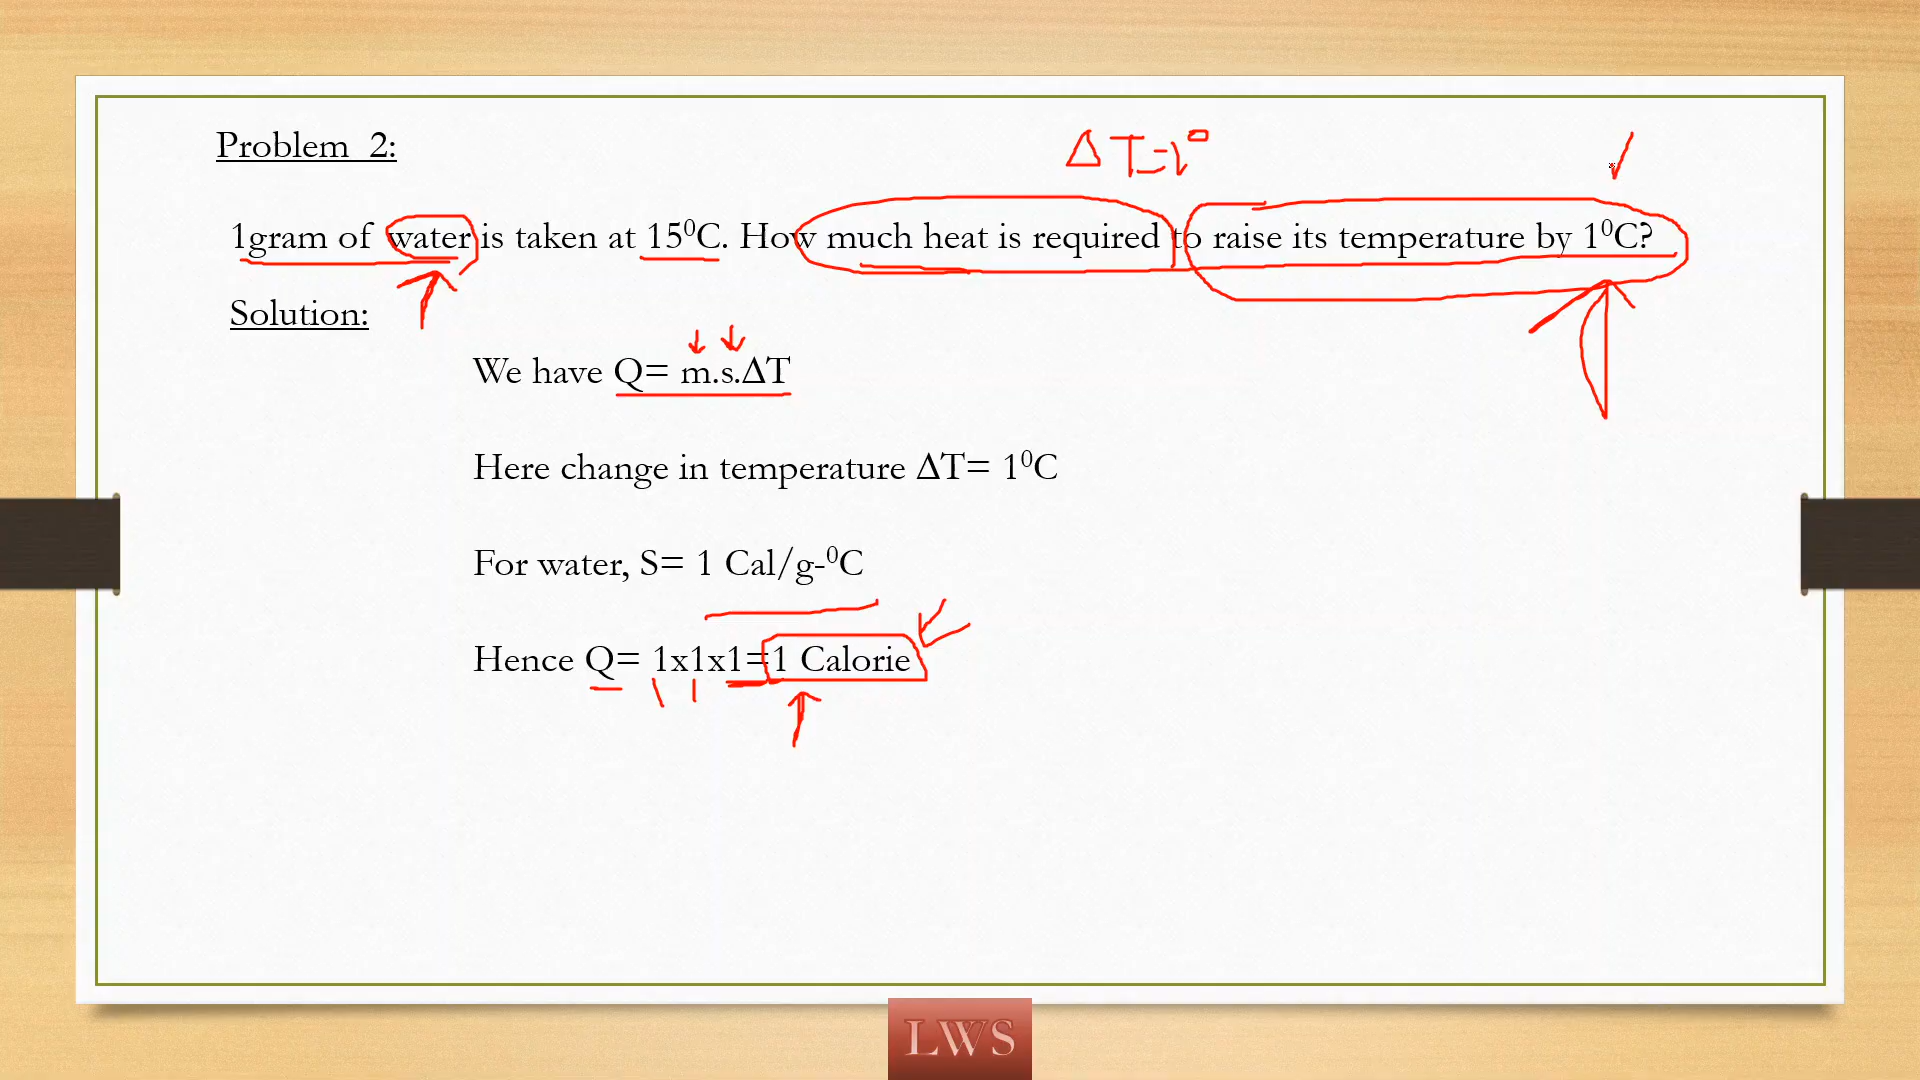 Problem 2:
Δ T=1°
1gram of water is taken at 15⁰C. How much heat is required to raise its temperature by 1⁰C?
Solution:
We have Q= m.s.ΔT
Here change in temperature ΔT= 1⁰C
For water, S= 1 Cal/g-⁰C
Hence Q= 1x1x1=1 Calorie
LWS